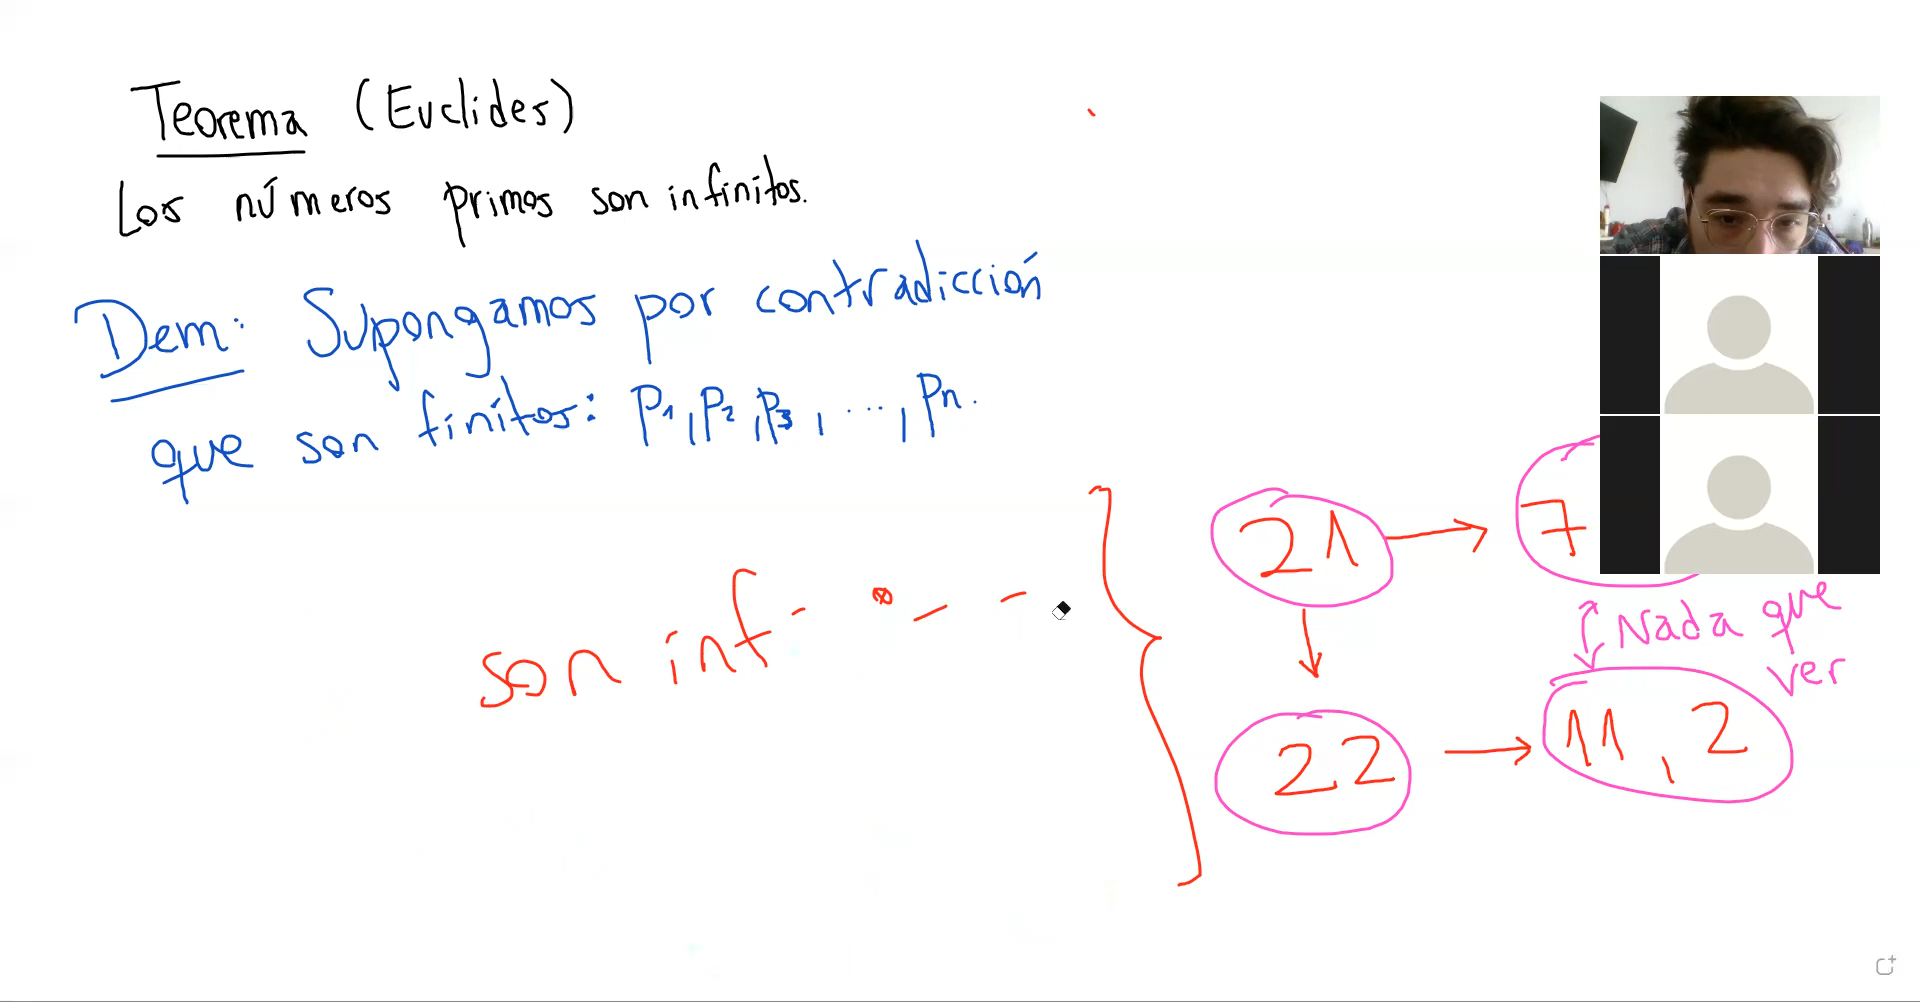 Teorema (Euclides)
Los números primos son infinitos.
Dem: Supongamos por contradicción
que son finitos: P1, P2, P3, ..., Pn.
21 → 7
son inf
Nada que
ver
22 → 11, 2